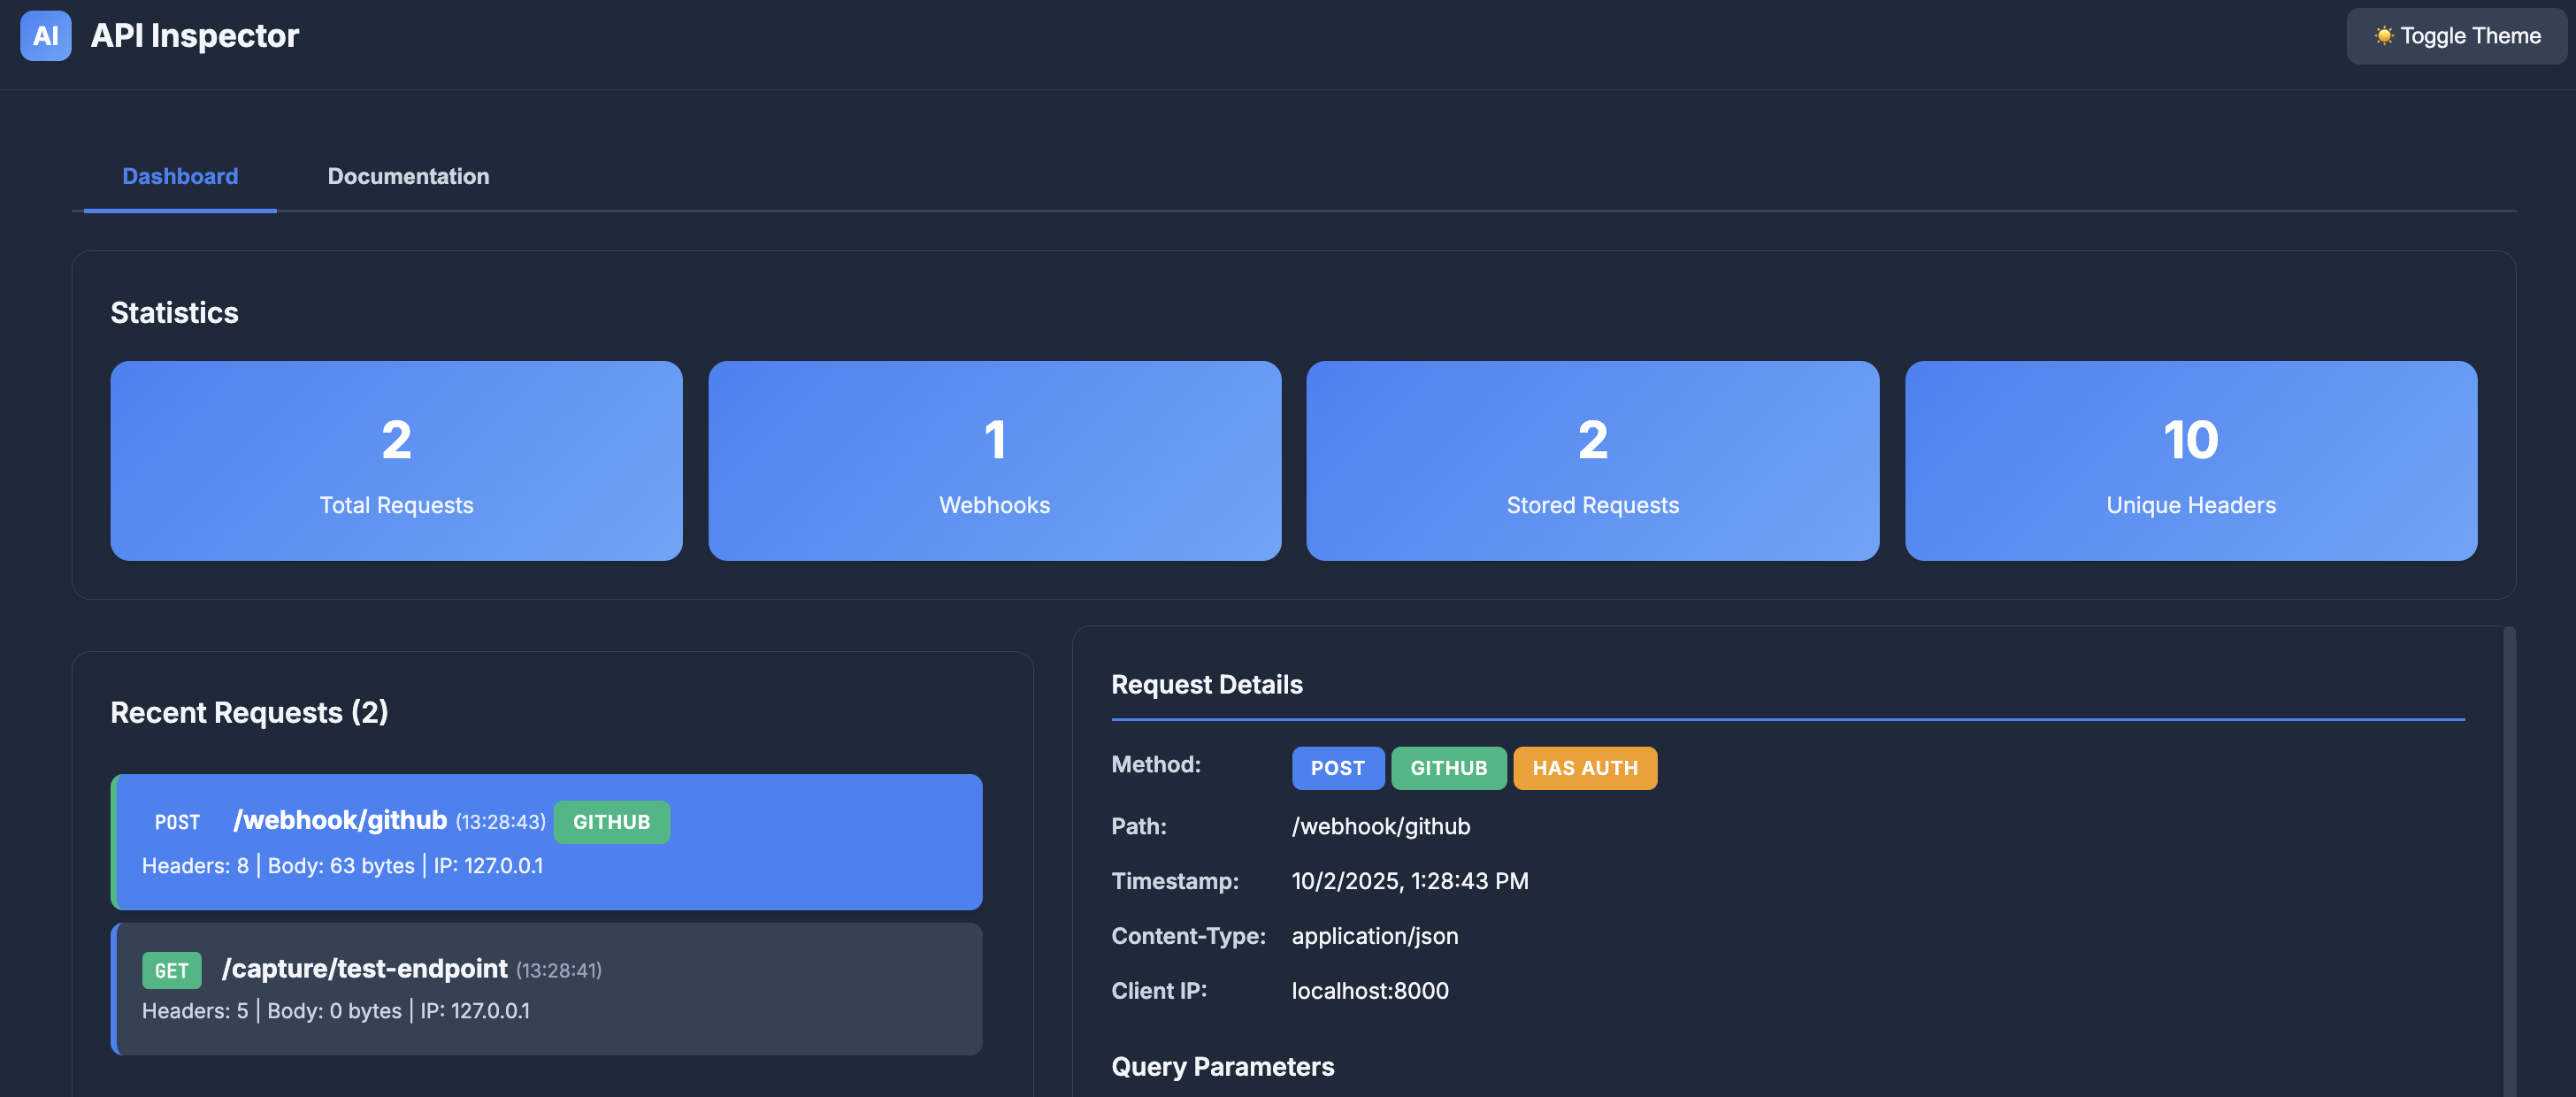 AI API Inspector
☀️ Toggle Theme
Dashboard
Documentation
Statistics
2
Total Requests
1
Webhooks
2
Stored Requests
10
Unique Headers
Recent Requests (2)
POST /webhook/github (13:28:43) GITHUB
Headers: 8 | Body: 63 bytes | IP: 127.0.0.1
GET /capture/test-endpoint (13:28:41)
Headers: 5 | Body: 0 bytes | IP: 127.0.0.1
Request Details
Method: POST GITHUB HAS AUTH
Path: /webhook/github
Timestamp: 10/2/2025, 1:28:43 PM
Content-Type: application/json
Client IP: localhost:8000
Query Parameters